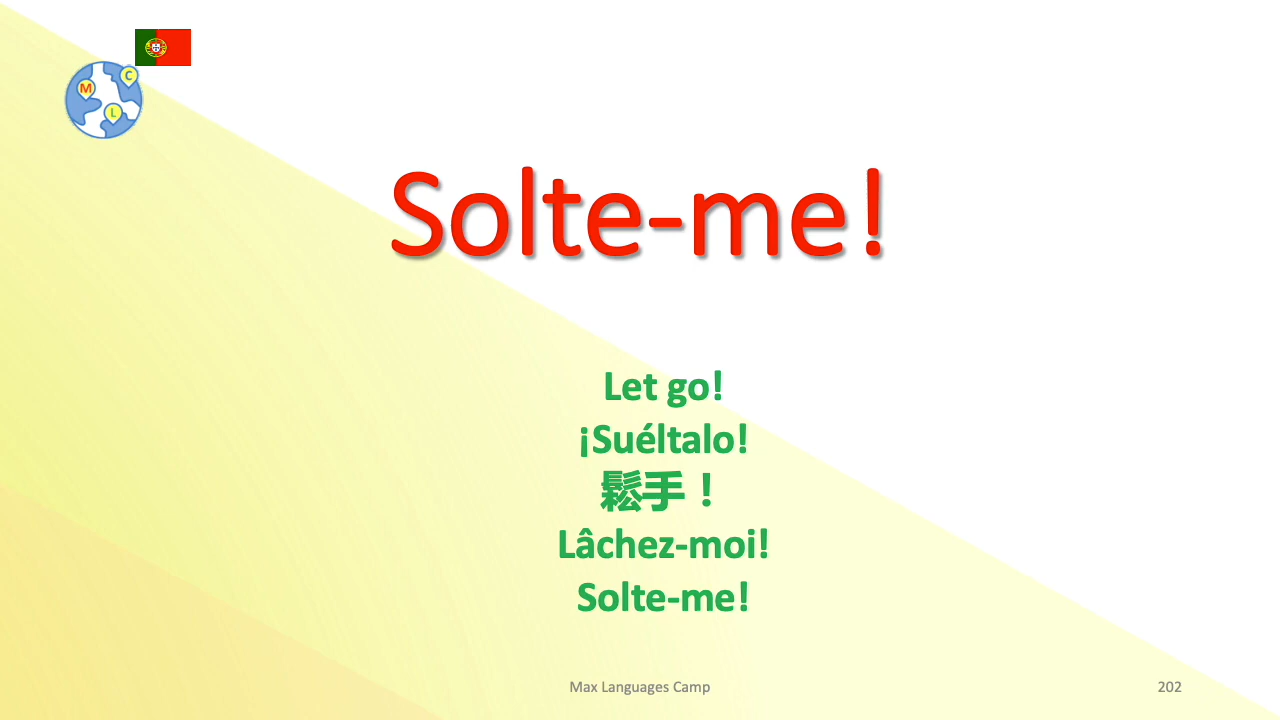 C
M
L
Solte-me!
Let go!
¡Suéltalo!
鬆手！
Lâchez-moi!
Solte-me!
Max Languages Camp
202